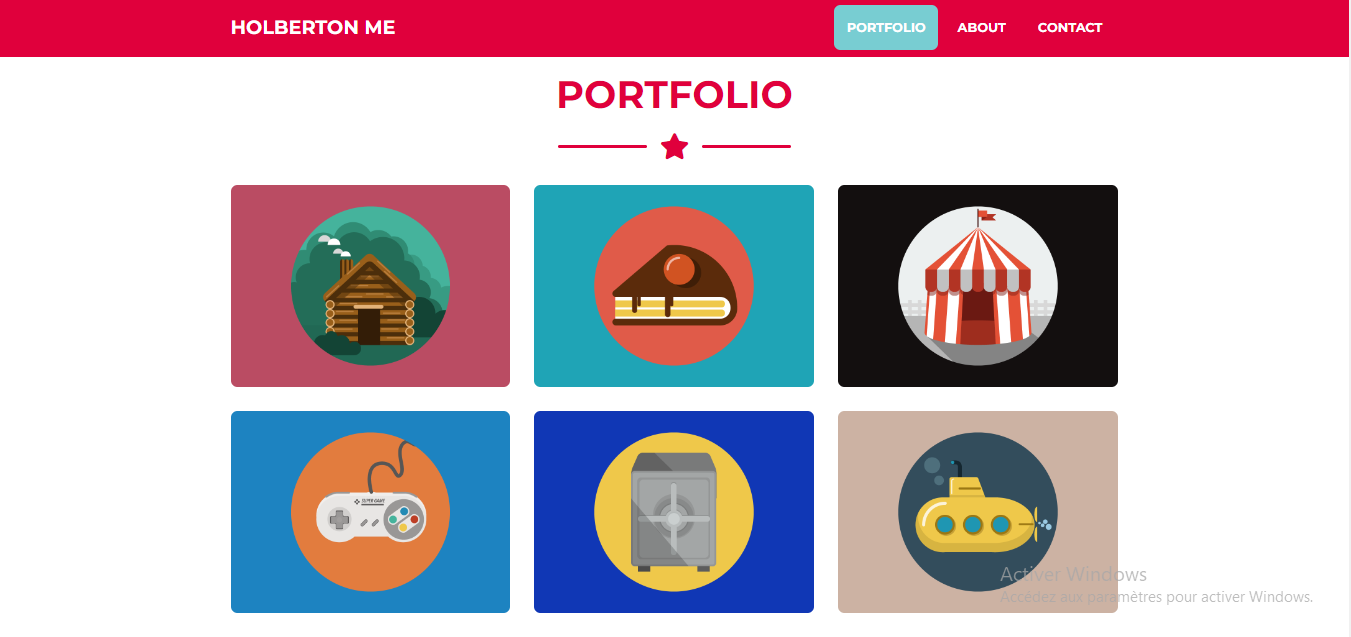 HOLBERTON ME
PORTFOLIO
ABOUT
CONTACT
PORTFOLIO
SUPER GAME
Activer Windows
Accédez aux paramètres pour activer Windows.